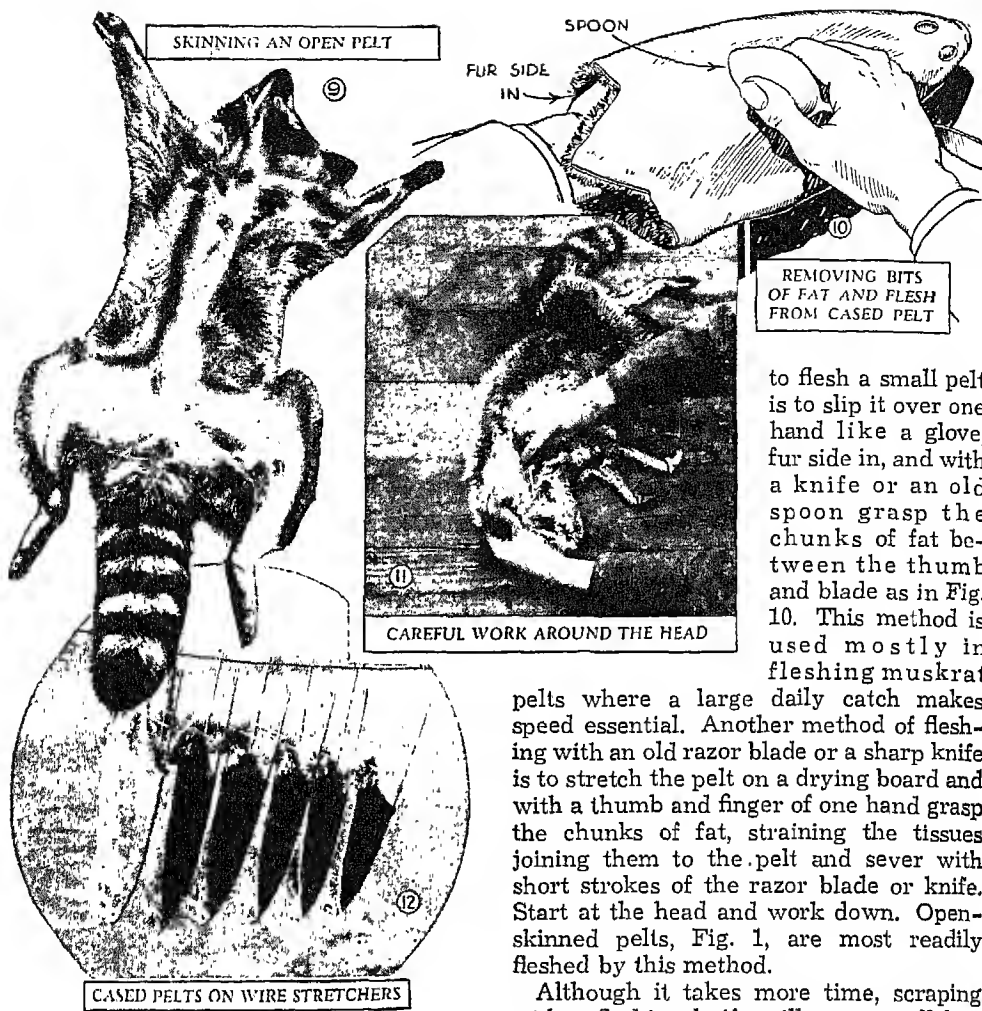 SKINNING AN OPEN PELT
9
SPOON
FUR SIDE
IN
10
REMOVING BITS
OF FAT AND FLESH
FROM CASED PELT
11
CAREFUL WORK AROUND THE HEAD
12
CASED PELTS ON WIRE STRETCHERS
to flesh a small pelt
is to slip it over one
hand like a glove,
fur side in, and with
a knife or an old
spoon grasp the
chunks of fat be-
tween the thumb
and blade as in Fig.
10. This method is
used mostly in
fleshing muskrat
pelts where a large daily catch makes
speed essential. Another method of flesh-
ing with an old razor blade or a sharp knife
is to stretch the pelt on a drying board and
with a thumb and finger of one hand grasp
the chunks of fat, straining the tissues
joining them to the pelt and sever with
short strokes of the razor blade or knife.
Start at the head and work down. Open-
skinned pelts, Fig. 1, are most readily
fleshed by this method.
Although it takes more time, scraping